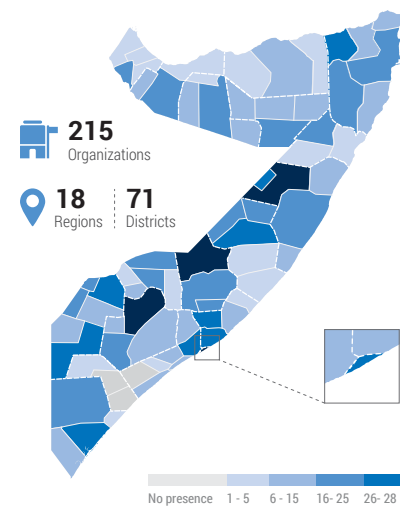 215
Organizations
18 71
Regions Districts
No presence 1 - 5 6 - 15 16- 25 26- 28